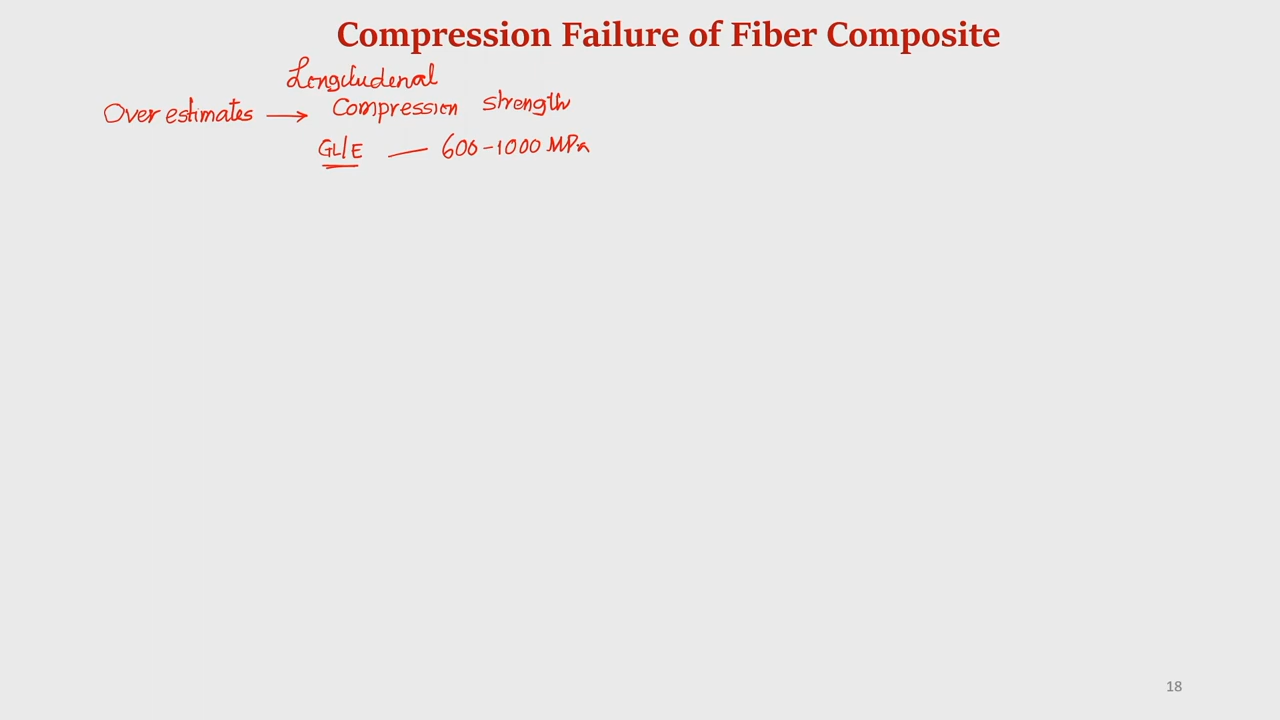 Compression Failure of Fiber Composite
Longitudenal
Over estimates → Compression strength
GL/E — 600-1000 MPa
18